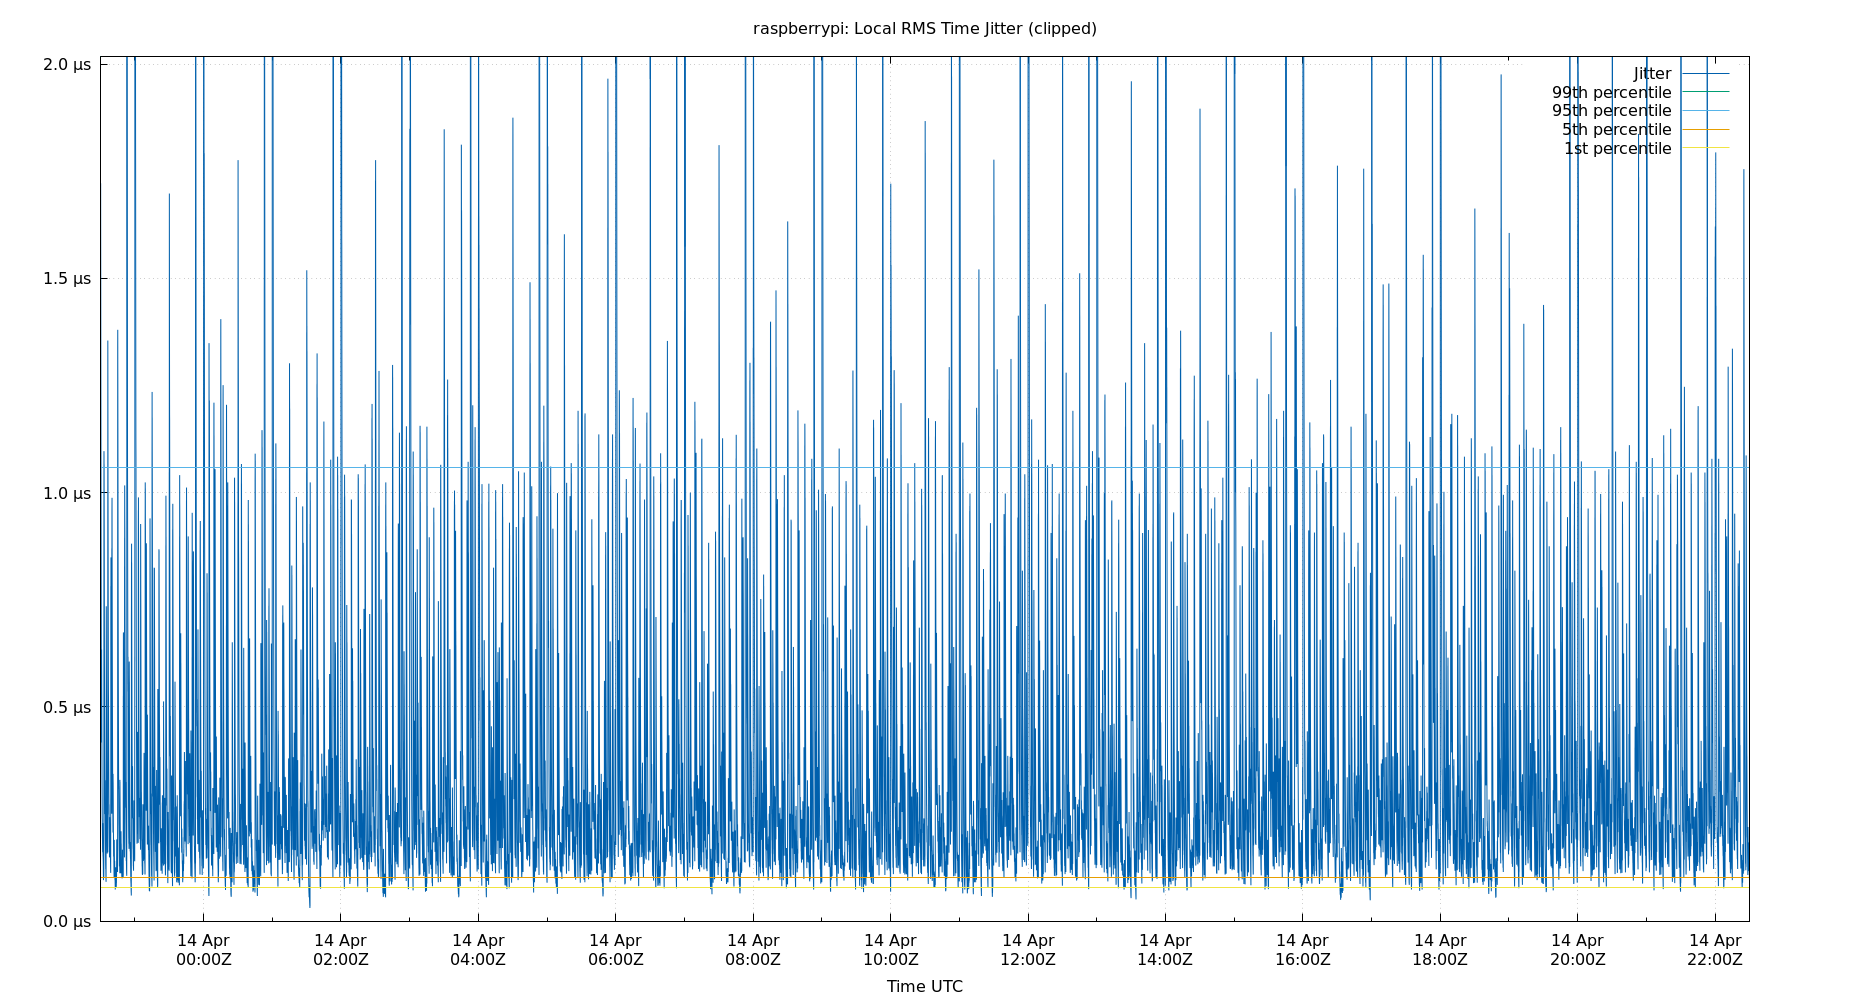 raspberrypi: Local RMS Time Jitter (clipped)
2.0 μs
1.5 μs
1.0 μs
0.5 μs
0.0 μs
Jitter
99th percentile
95th percentile
5th percentile
1st percentile
14 Apr 14 Apr 14 Apr 14 Apr 14 Apr 14 Apr 14 Apr 14 Apr 14 Apr 14 Apr 14 Apr 14 Apr
00:00Z 02:00Z 04:00Z 06:00Z 08:00Z 10:00Z 12:00Z 14:00Z 16:00Z 18:00Z 20:00Z 22:00Z
Time UTC